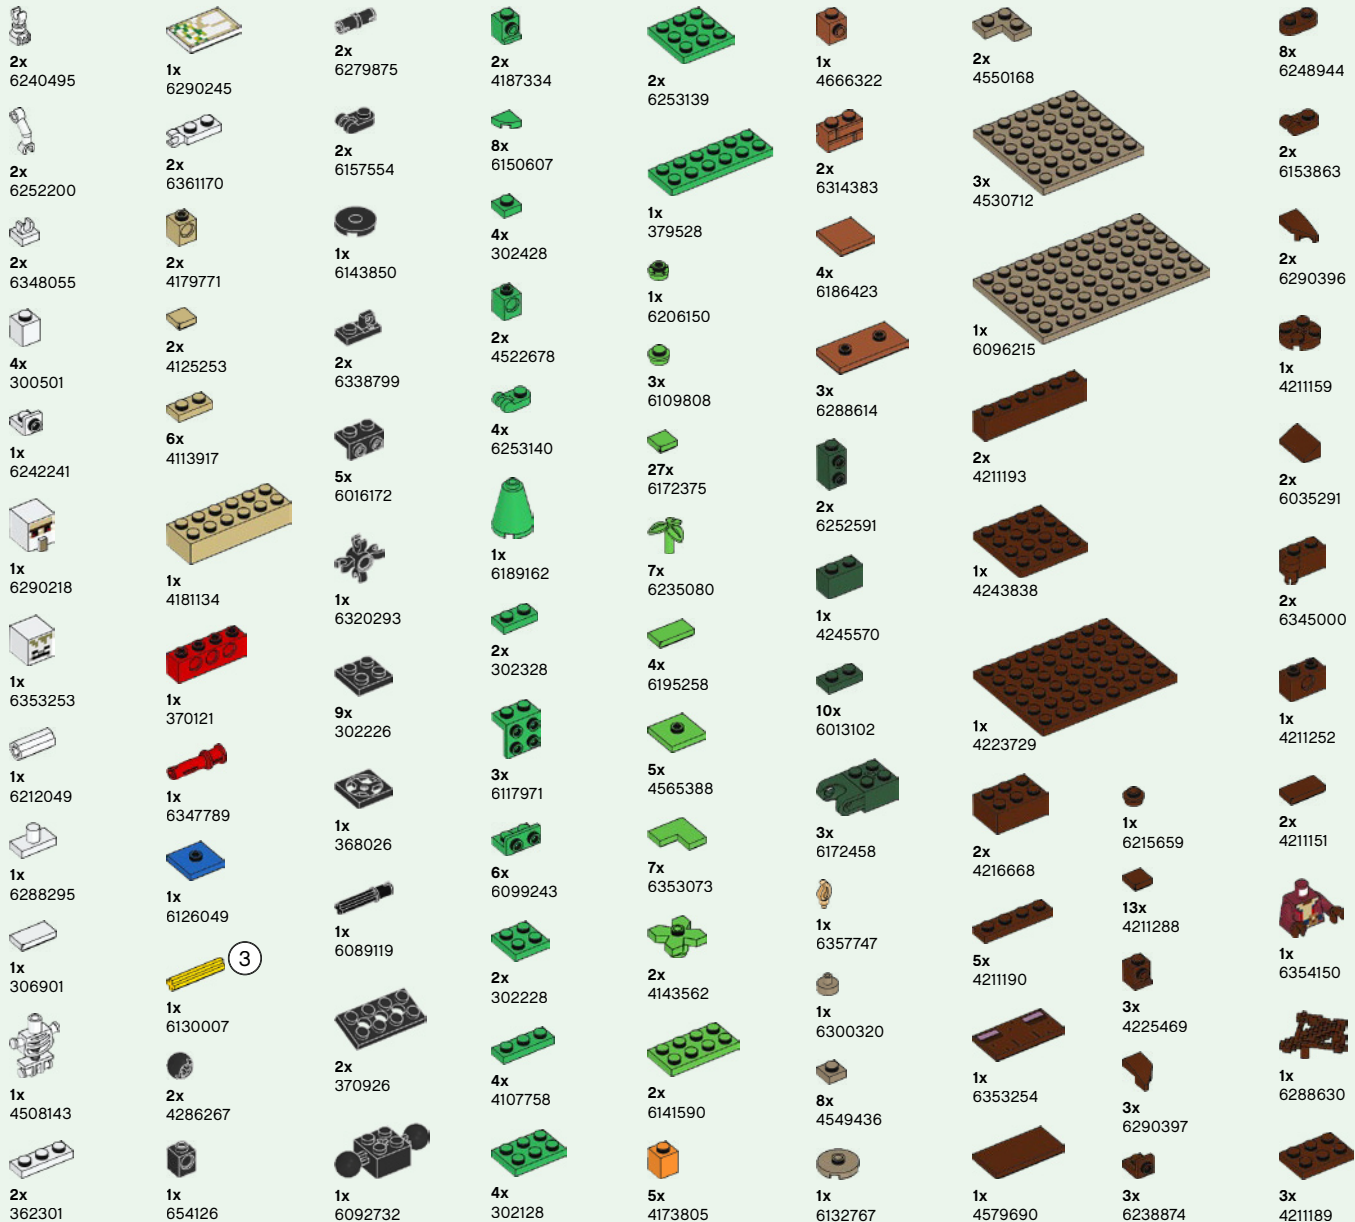 2x
6240495
2x
6252200
2x
6348055
4x
300501
1x
6242241
1x
6290218
1x
6353253
1x
6212049
1x
6288295
1x
306901
1x
4508143
2x
362301
1x
6290245
2x
6361170
2x
4179771
2x
4125253
6x
4113917
1x
4181134
1x
370121
1x
6347789
1x
6126049
3
1x
6130007
2x
4286267
1x
654126
2x
6279875
2x
6157554
1x
6143850
2x
6338799
5x
6016172
1x
6320293
9x
302226
1x
368026
1x
6089119
2x
370926
1x
6092732
2x
4187334
8x
6150607
4x
302428
2x
4522678
4x
6253140
1x
6189162
2x
302328
3x
6117971
6x
6099243
2x
302228
4x
4107758
4x
302128
2x
6253139
1x
379528
1x
6206150
3x
6109808
27x
6172375
7x
6235080
4x
6195258
5x
4565388
7x
6353073
2x
4143562
2x
6141590
5x
4173805
1x
4666322
2x
6314383
4x
6186423
3x
6288614
2x
6252591
1x
4245570
10x
6013102
3x
6172458
1x
6357747
1x
6300320
8x
4549436
1x
6132767
2x
4550168
3x
4530712
1x
6096215
2x
4211193
1x
4243838
1x
4223729
2x
4216668
5x
4211190
1x
6353254
1x
4579690
1x
6215659
13x
4211288
3x
4225469
3x
6290397
3x
6238874
8x
6248944
2x
6153863
2x
6290396
1x
4211159
2x
6035291
2x
6345000
1x
4211252
2x
4211151
1x
6354150
1x
6288630
3x
4211189